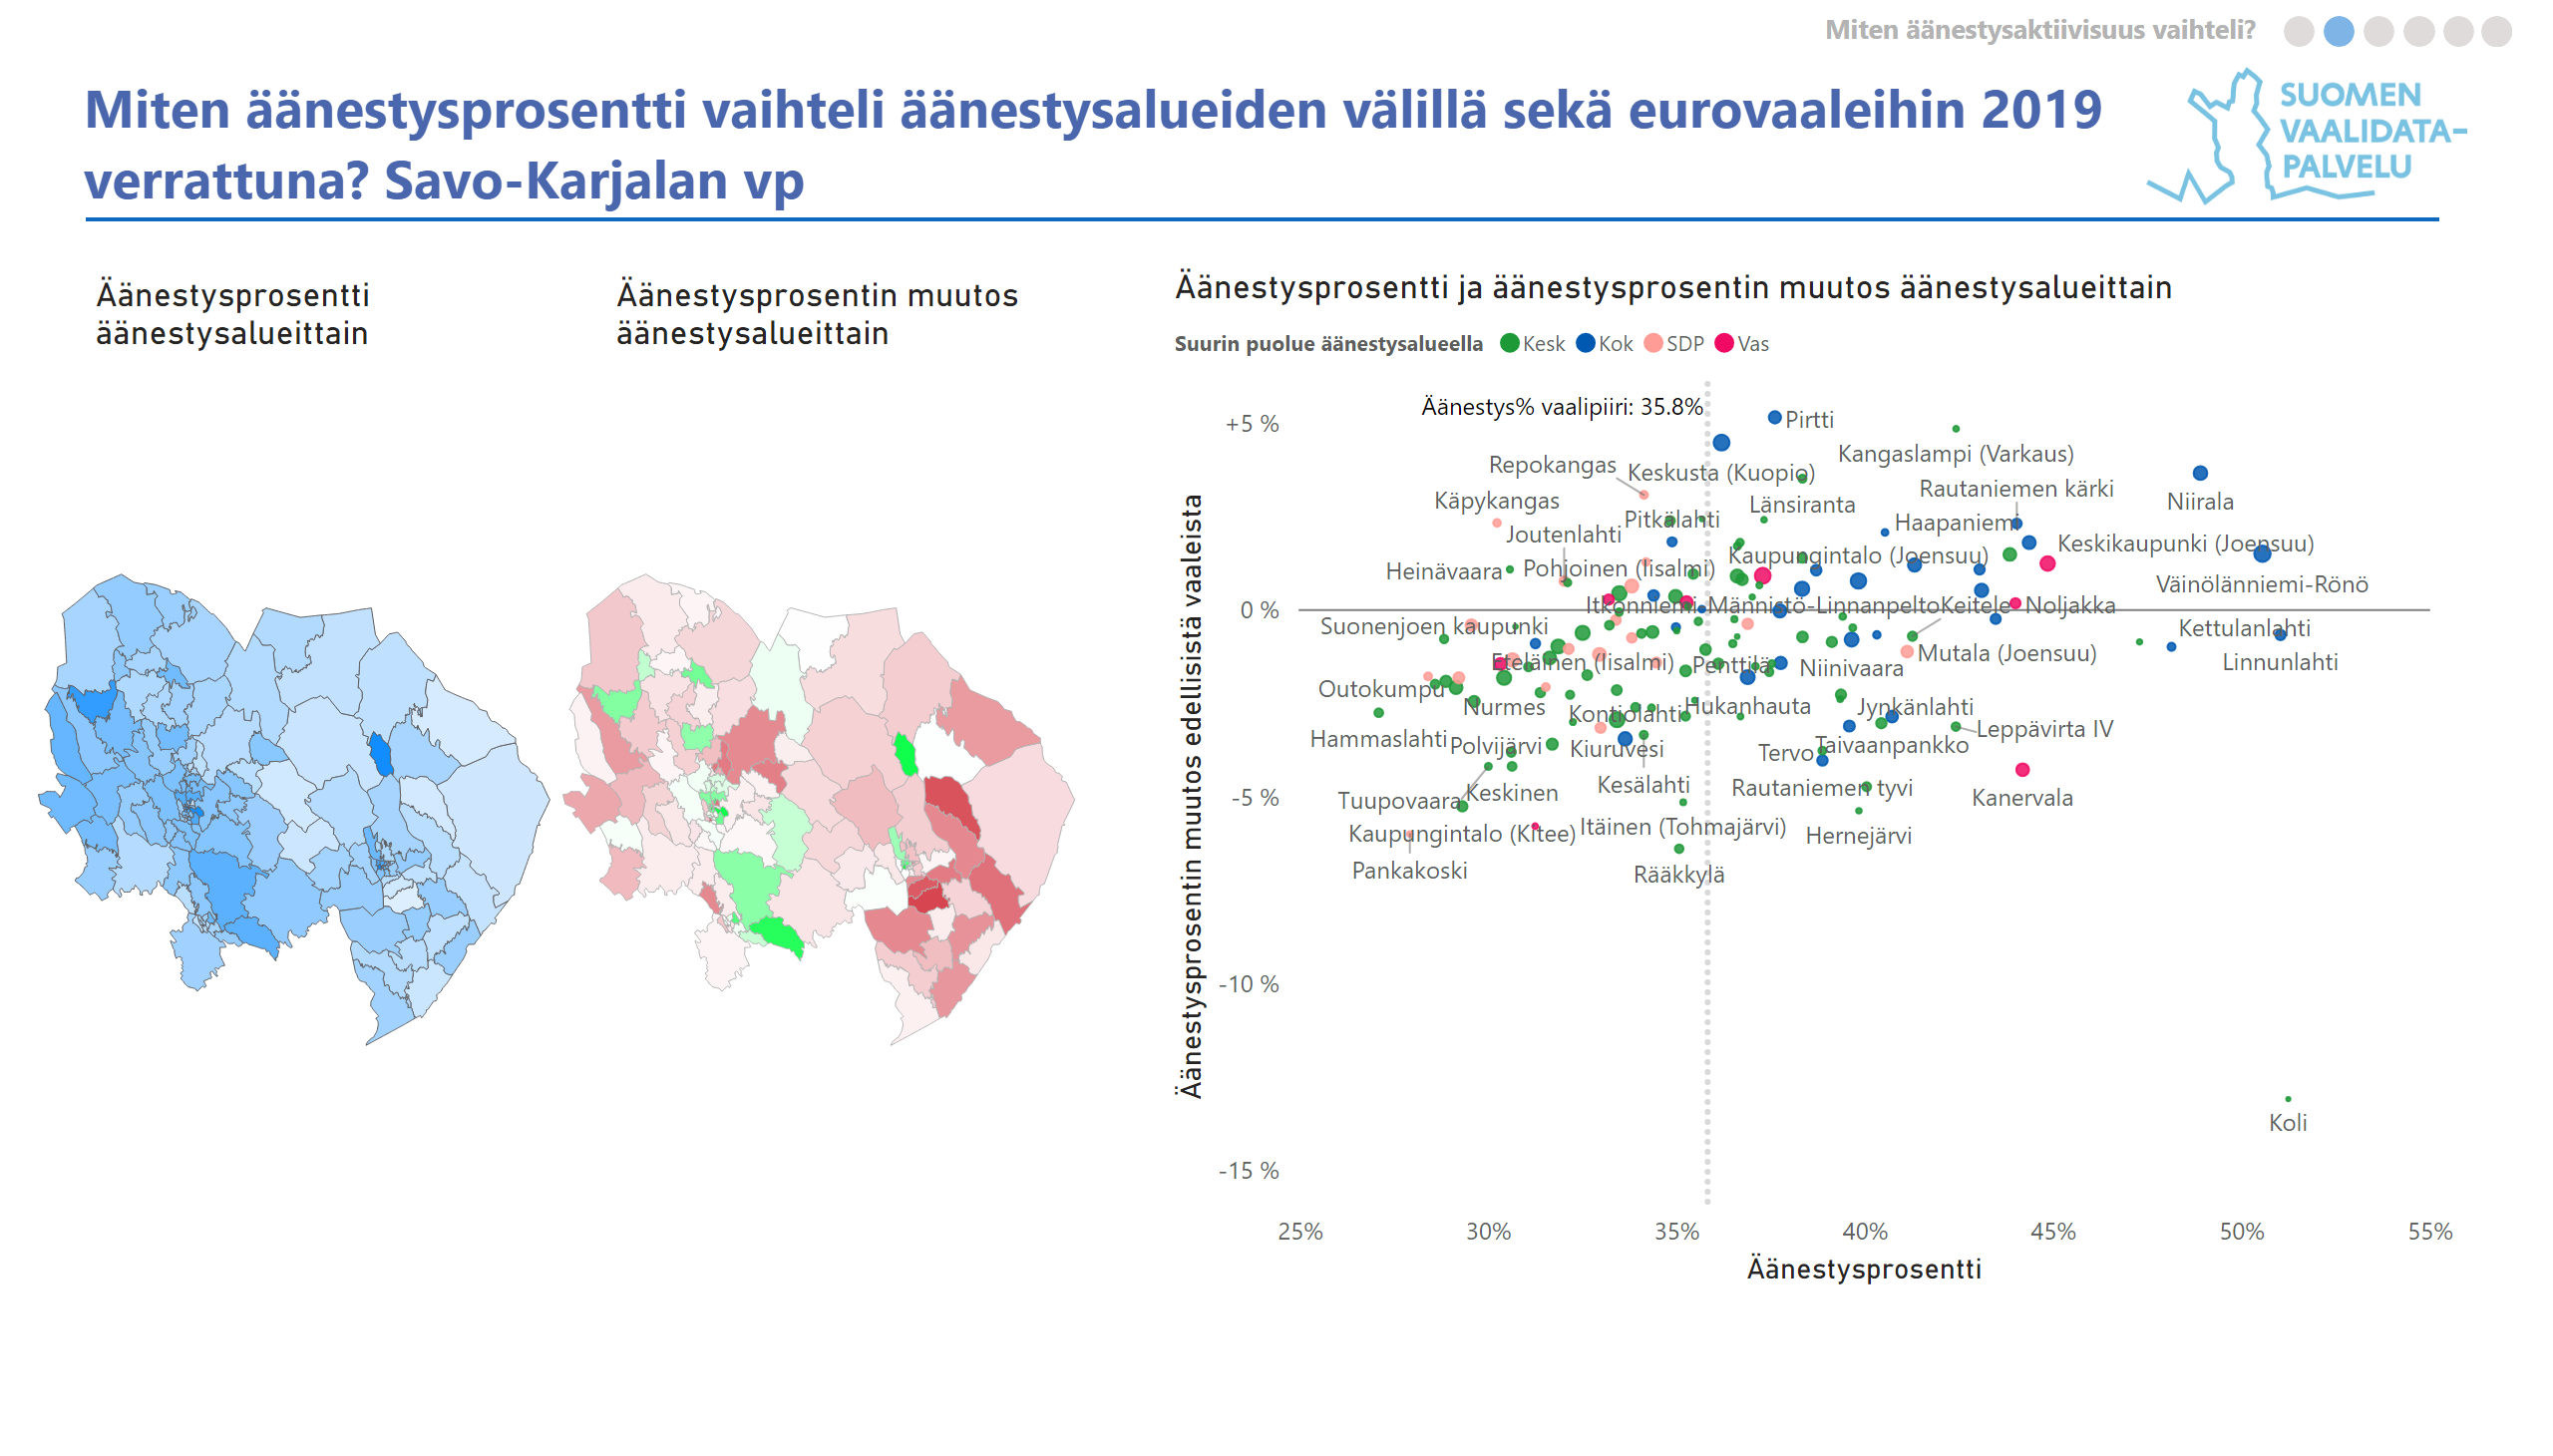 Miten äänestysaktiivisuus vaihteli?
Miten äänestysprosentti vaihteli äänestysalueiden välillä sekä eurovaaleihin 2019
verrattuna? Savo-Karjalan vp
SUOMEN
VAALIDATA-
PALVELU
Äänestysprosentti
äänestysalueittain
Äänestysprosentin muutos
äänestysalueittain
Äänestysprosentti ja äänestysprosentin muutos äänestysalueittain
Suurin puolue äänestysalueella Kesk Kok SDP Vas
Äänestys% vaalipiiri: 35.8%
Äänestysprosentin muutos edellisistä vaaleista
+5 %
0 %
-5 %
-10 %
-15 %
Pirtti
Kangaslampi (Varkaus)
Repokangas
Keskusta (Kuopio)
Niirala
Rautaniemen kärki
Käpykangas
Länsiranta
Pitkälahti
Haapaniemi
Joutenlahti
Keskikaupunki (Joensuu)
Kaupungintalo (Joensuu)
Heinävaara
Pohjoinen (Iisalmi)
Väinölänniemi-Rönö
Itkonniemi
Männistö-Linnanpelto
Keitele
Noljakka
Suonenjoen kaupunki
Kettulanlahti
Mutala (Joensuu)
Eteläinen (Iisalmi)
Penttilä
Niinivaara
Linnunlahti
Outokumpu
Nurmes
Kontiolahti
Hukanhauta
Jynkänlahti
Leppävirta IV
Hammaslahti
Polvijärvi
Kiuruvesi
Tervo
Taivaanpankko
Kesälahti
Rautaniemen tyvi
Kanervala
Tuupovaara
Keskinen
Kaupungintalo (Kitee)
Itäinen (Tohmajärvi)
Hernejärvi
Pankakoski
Rääkkylä
Koli
25%
30%
35%
40%
45%
50%
55%
Äänestysprosentti